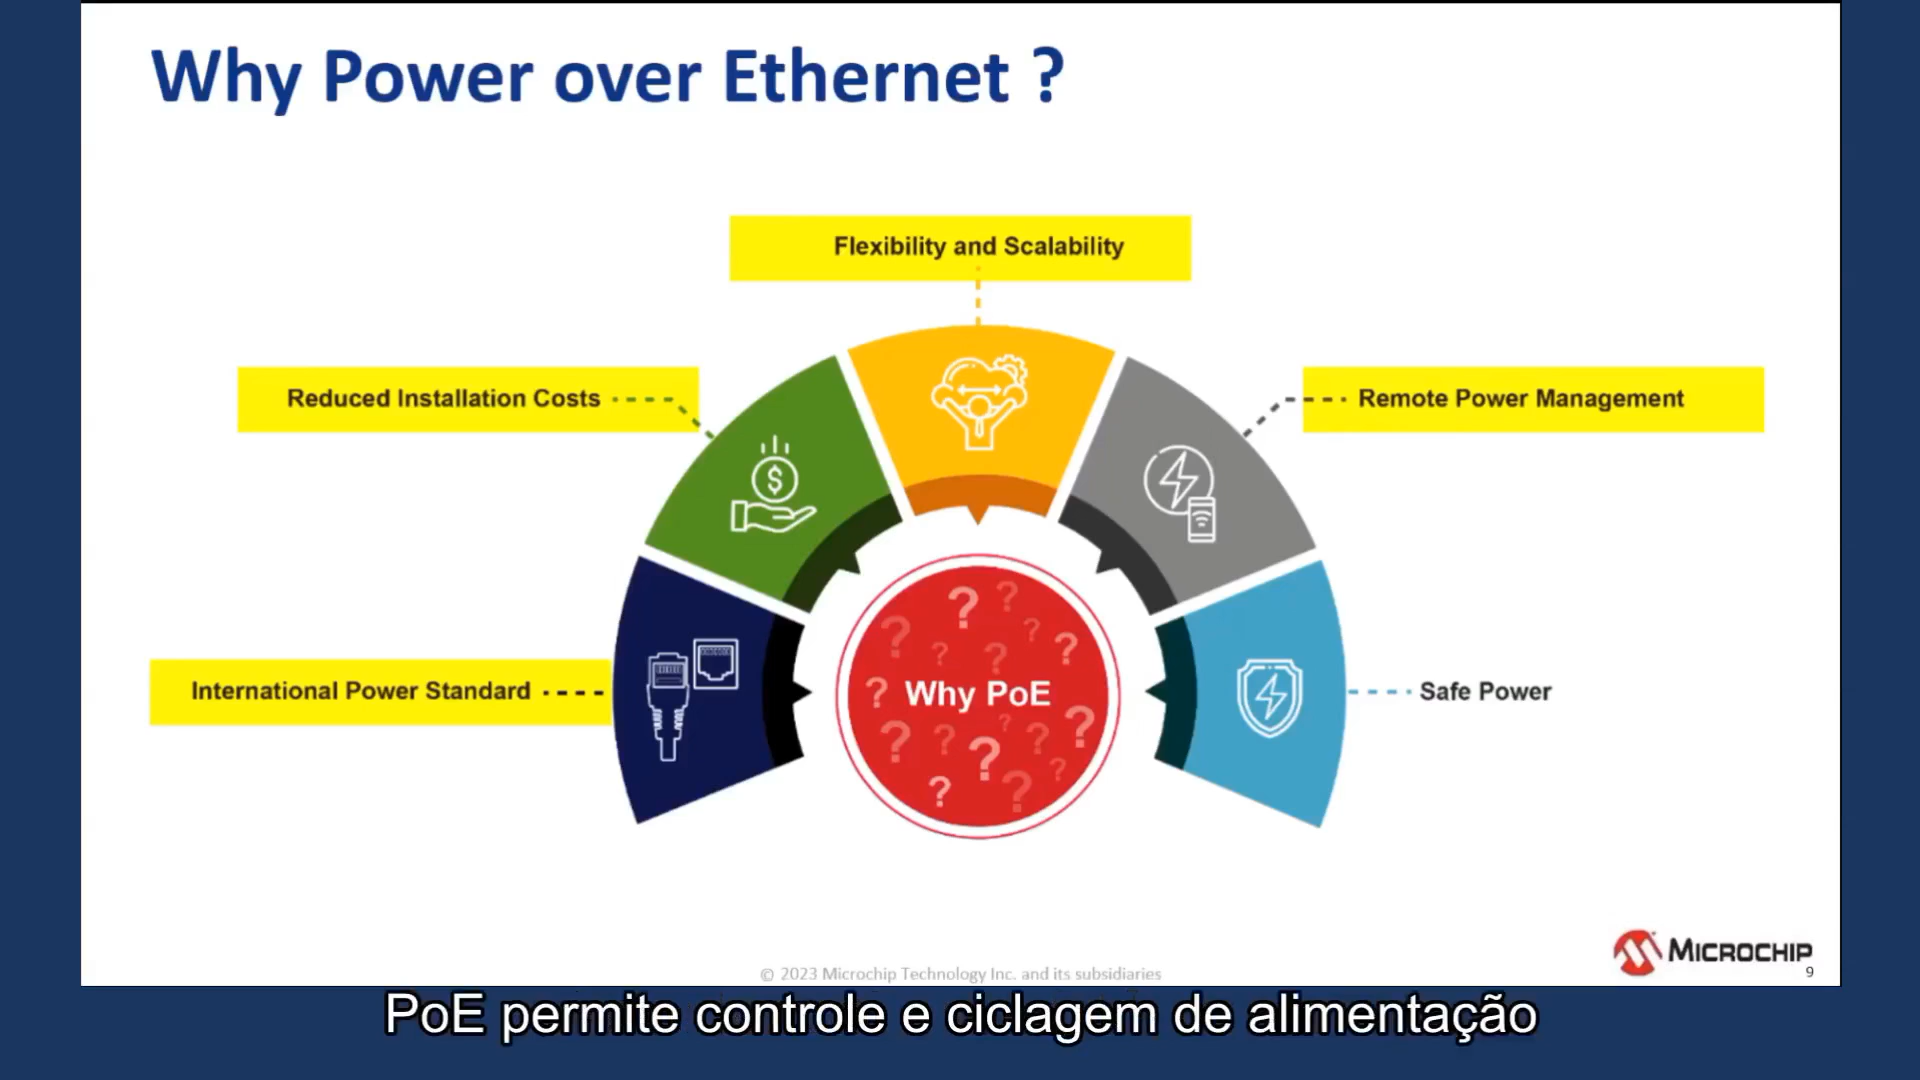 Why Power over Ethernet ?
Flexibility and Scalability
Reduced Installation Costs
Remote Power Management
International Power Standard
Why PoE
Safe Power
MICROCHIP
© 2023 Microchip Technology Inc. and its subsidiaries
9
PoE permite controle e ciclagem de alimentação